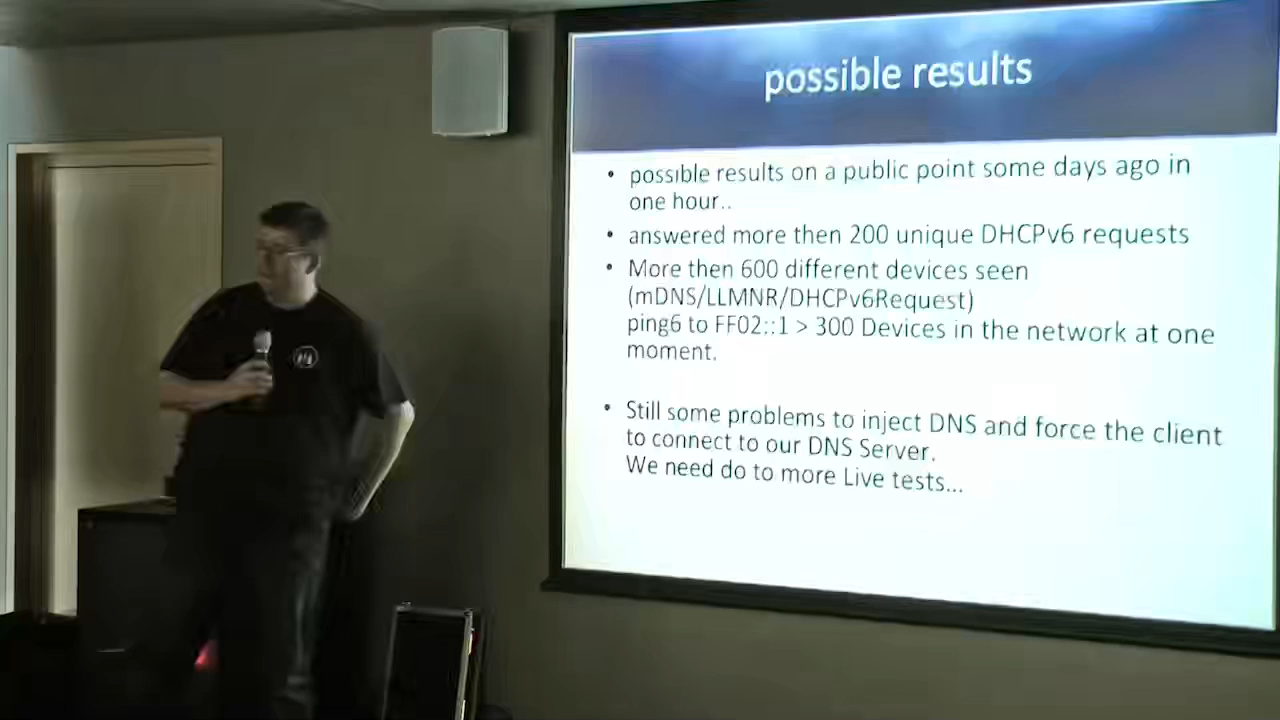 possible results
• possible results on a public point some days ago in
one hour..
• answered more then 200 unique DHCPv6 requests
• More then 600 different devices seen
(mDNS/LLMNR/DHCPv6Request)
ping6 to FF02::1 > 300 Devices in the network at one
moment.
• Still some problems to inject DNS and force the client
to connect to our DNS Server.
We need do to more Live tests...